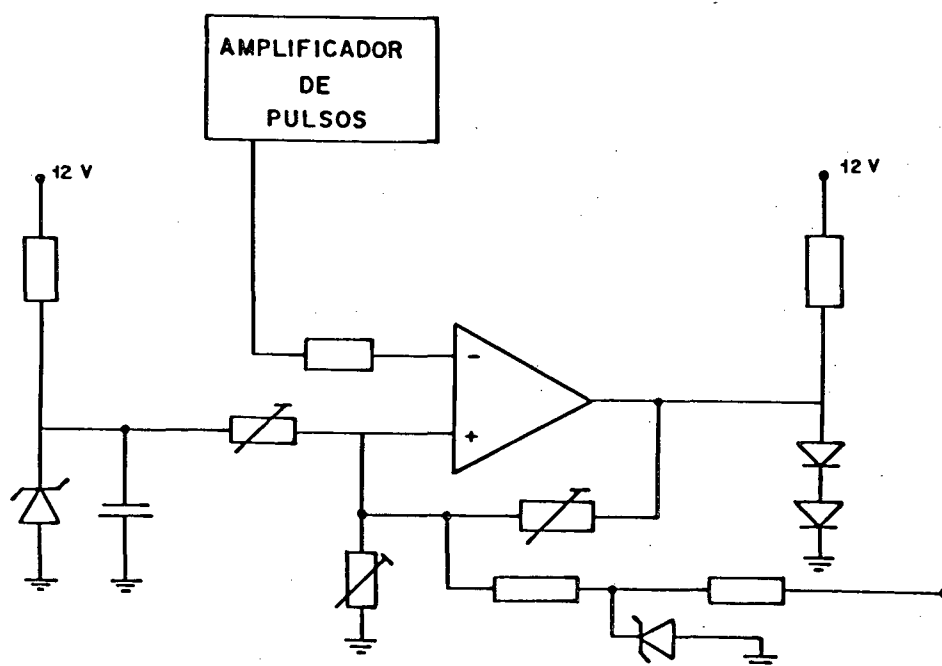 AMPLIFICADOR
DE
PULSOS
12 V
12 V
-
+